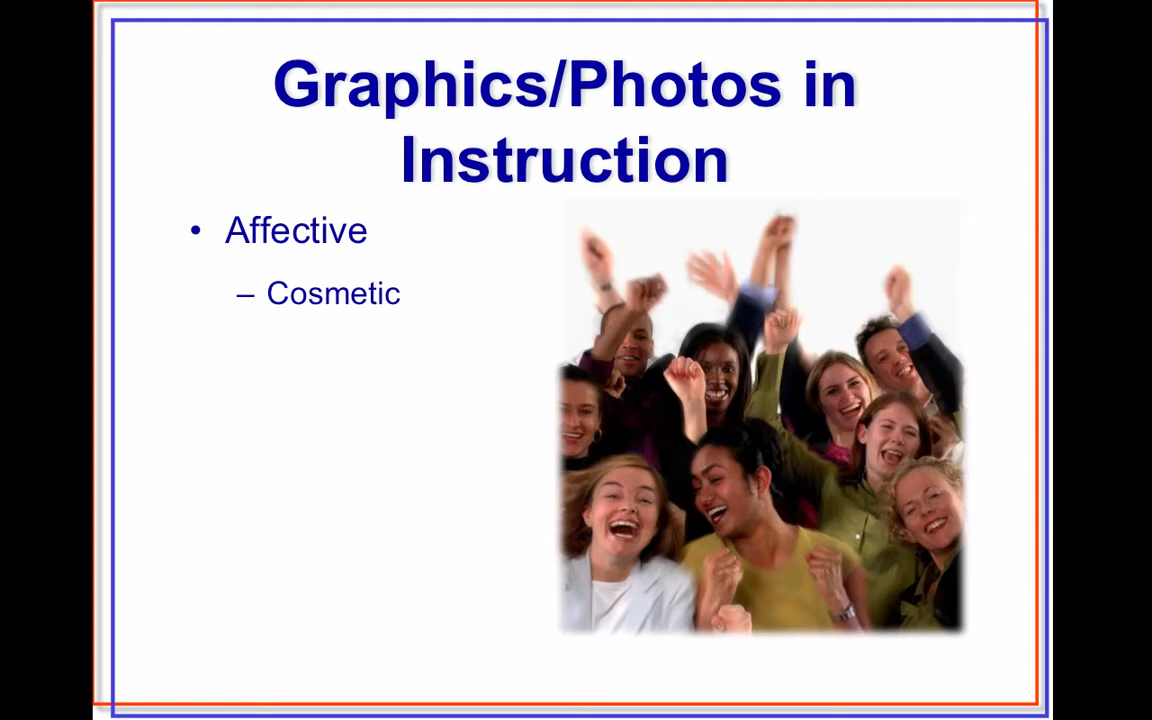 Graphics/Photos in
Instruction
• Affective
– Cosmetic